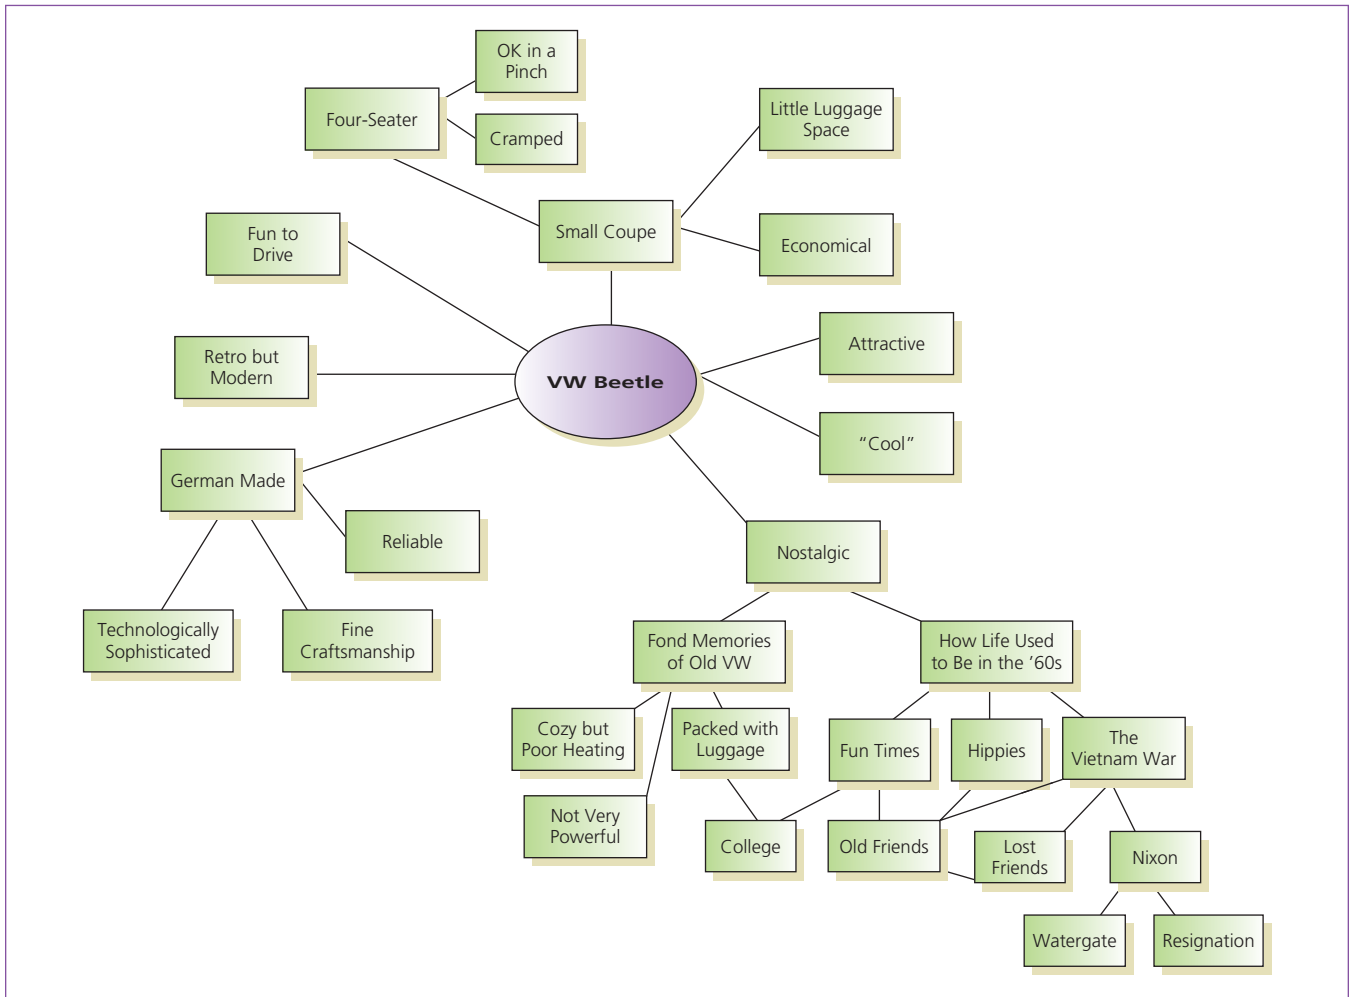 OK in a
Pinch
Four-Seater
Cramped
Little Luggage
Space
Small Coupe
Economical
Fun to
Drive
Retro but
Modern
VW Beetle
Attractive
“Cool”
German Made
Reliable
Technologically
Sophisticated
Fine
Craftsmanship
Nostalgic
Fond Memories
of Old VW
How Life Used
to Be in the ’60s
Cozy but
Poor Heating
Packed with
Luggage
Fun Times
Hippies
The
Vietnam War
Not Very
Powerful
College
Old Friends
Lost
Friends
Nixon
Watergate
Resignation